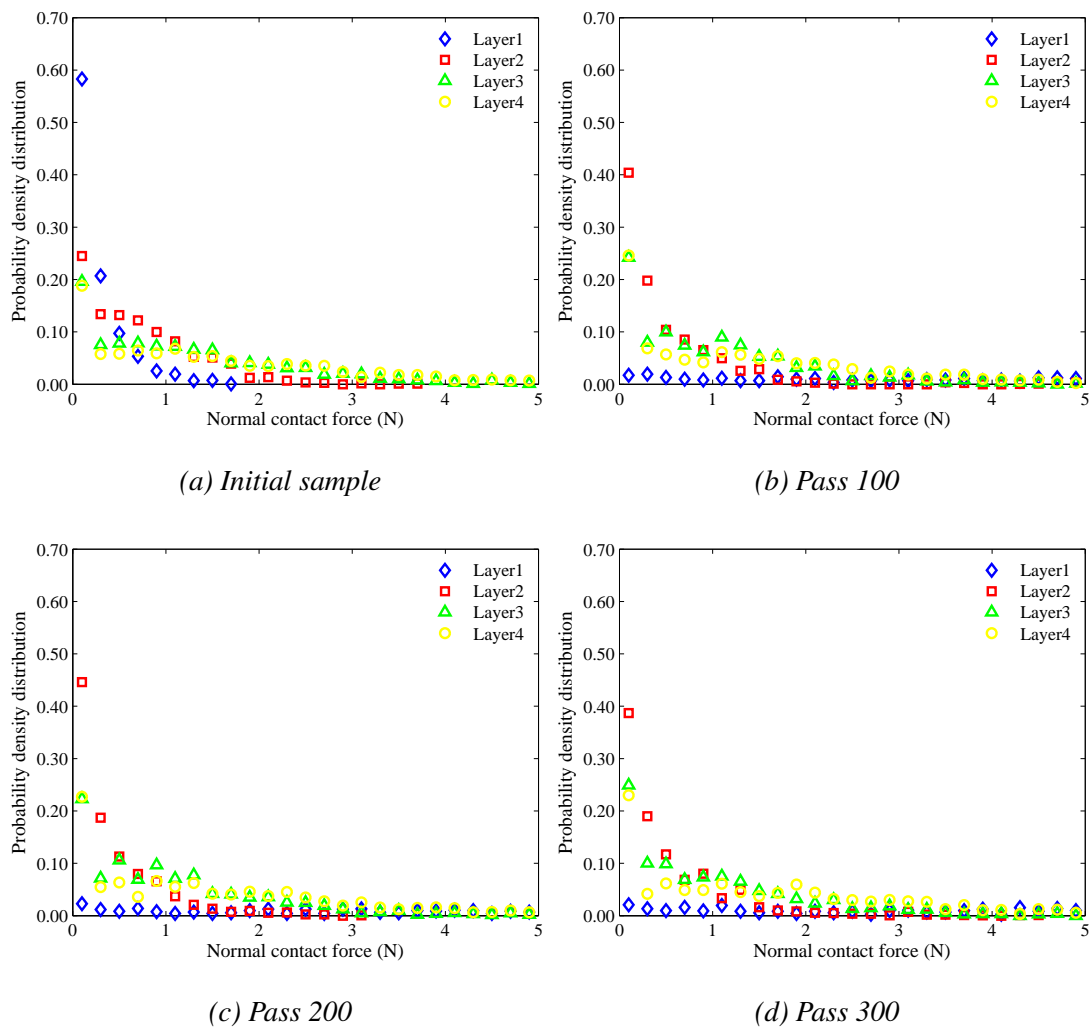 0.70
0.60
0.50
0.40
0.30
0.20
0.10
0.00
Probability density distribution
0 1 2 3 4 5
Normal contact force (N)
Layer1
Layer2
Layer3
Layer4
(a) Initial sample
0.70
0.60
0.50
0.40
0.30
0.20
0.10
0.00
Probability density distribution
0 1 2 3 4 5
Normal contact force (N)
Layer1
Layer2
Layer3
Layer4
(b) Pass 100
0.70
0.60
0.50
0.40
0.30
0.20
0.10
0.00
Probability density distribution
0 1 2 3 4 5
Normal contact force (N)
Layer1
Layer2
Layer3
Layer4
(c) Pass 200
0.70
0.60
0.50
0.40
0.30
0.20
0.10
0.00
Probability density distribution
0 1 2 3 4 5
Normal contact force (N)
Layer1
Layer2
Layer3
Layer4
(d) Pass 300